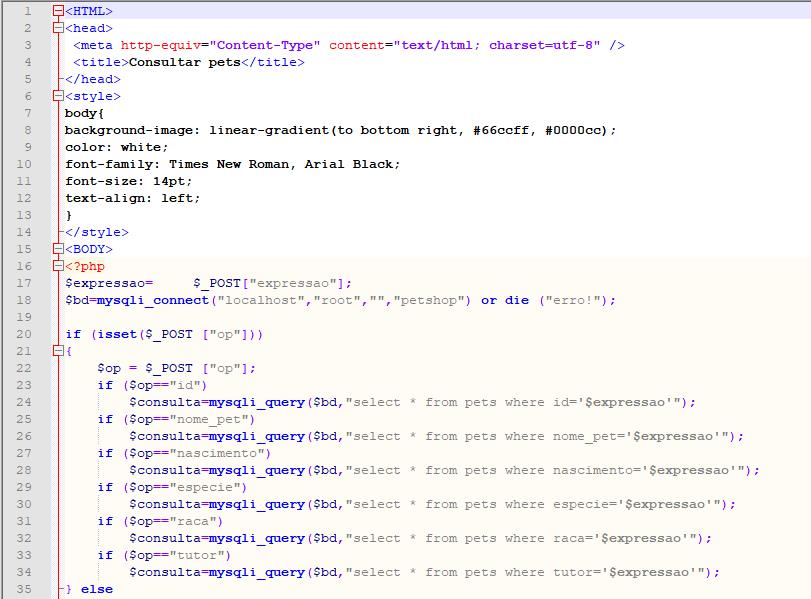 1 <HTML>
2 <head>
3 <meta http-equiv="Content-Type" content="text/html; charset=utf-8" />
4 <title>Consultar pets</title>
5 </head>
6 <style>
7 body{
8 background-image: linear-gradient(to bottom right, #66ccff, #0000cc);
9 color: white;
10 font-family: Times New Roman, Arial Black;
11 font-size: 14pt;
12 text-align: left;
13 }
14 </style>
15 <BODY>
16 <?php
17 $expressao=     $_POST["expressao"];
18 $bd=mysqli_connect("localhost","root","","petshop") or die ("erro!");
19
20 if (isset($_POST ["op"]))
21 {
22     $op = $_POST ["op"];
23     if ($op=="id")
24         $consulta=mysqli_query($bd,"select * from pets where id='$expressao'");
25     if ($op=="nome_pet")
26         $consulta=mysqli_query($bd,"select * from pets where nome_pet='$expressao'");
27     if ($op=="nascimento")
28         $consulta=mysqli_query($bd,"select * from pets where nascimento='$expressao'");
29     if ($op=="especie")
30         $consulta=mysqli_query($bd,"select * from pets where especie='$expressao'");
31     if ($op=="raca")
32         $consulta=mysqli_query($bd,"select * from pets where raca='$expressao'");
33     if ($op=="tutor")
34         $consulta=mysqli_query($bd,"select * from pets where tutor='$expressao'");
35 } else